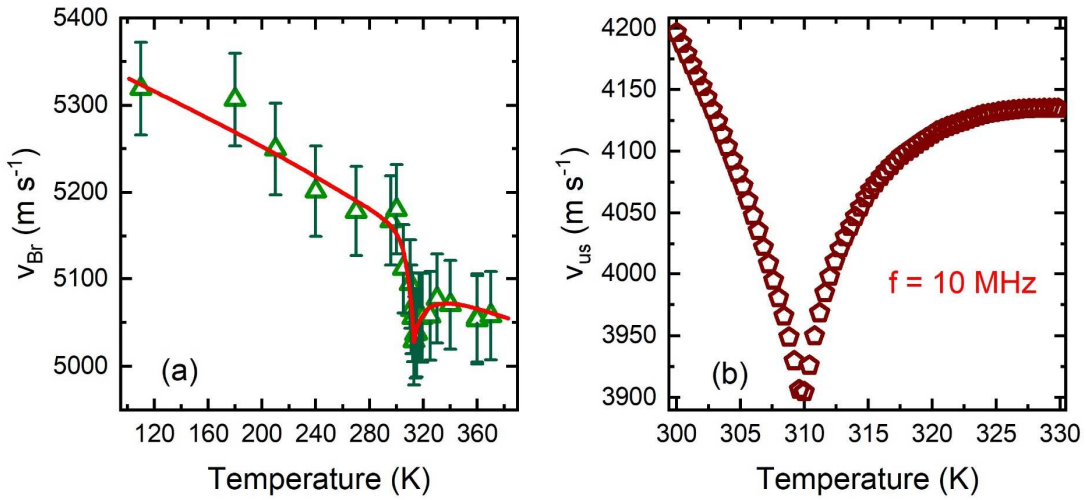 5400
5300
5200
5100
5000
v_Br (m s⁻¹)
(a)
120 160 200 240 280 320 360
Temperature (K)
4200
4150
4100
4050
4000
3950
3900
v_us (m s⁻¹)
f = 10 MHz
(b)
300 305 310 315 320 325 330
Temperature (K)